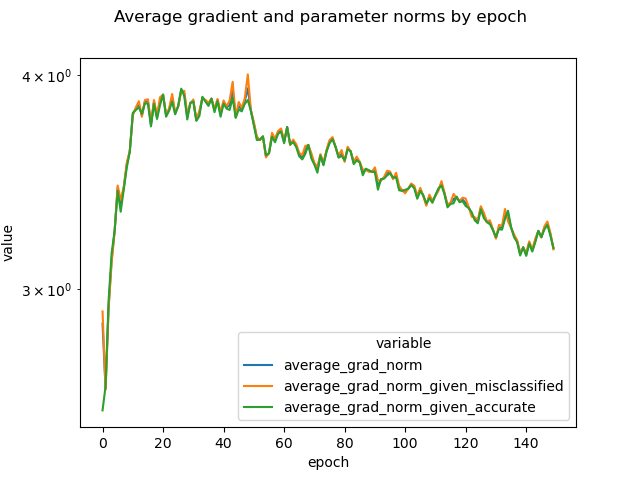 Average gradient and parameter norms by epoch
4 × 10⁰
3 × 10⁰
value
variable
average_grad_norm
average_grad_norm_given_misclassified
average_grad_norm_given_accurate
0 20 40 60 80 100 120 140
epoch